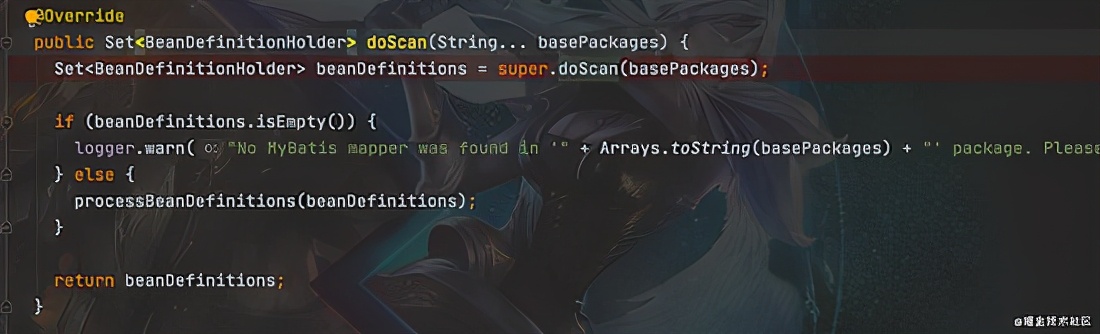 @Override
public Set<BeanDefinitionHolder> doScan(String... basePackages) {
Set<BeanDefinitionHolder> beanDefinitions = super.doScan(basePackages);
if (beanDefinitions.isEmpty()) {
logger.warn( o: "No MyBatis mapper was found in '" + Arrays.toString(basePackages) + "' package. Please
} else {
processBeanDefinitions(beanDefinitions);
}
return beanDefinitions;
}
@掘金技术社区